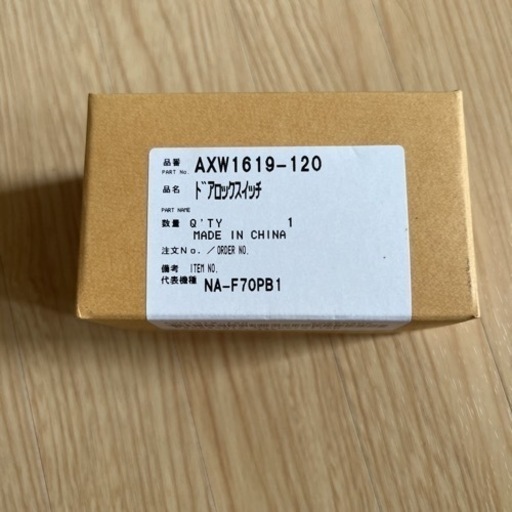 品番 AXW1619-120
PART No.
品名 ﾄﾞｱﾛｯｸｽｲｯﾁ
PART NAME
数量 Q'TY 1
MADE IN CHINA
注文No. /ORDER NO.
備考 ITEM NO.
代表機種 NA-F70PB1